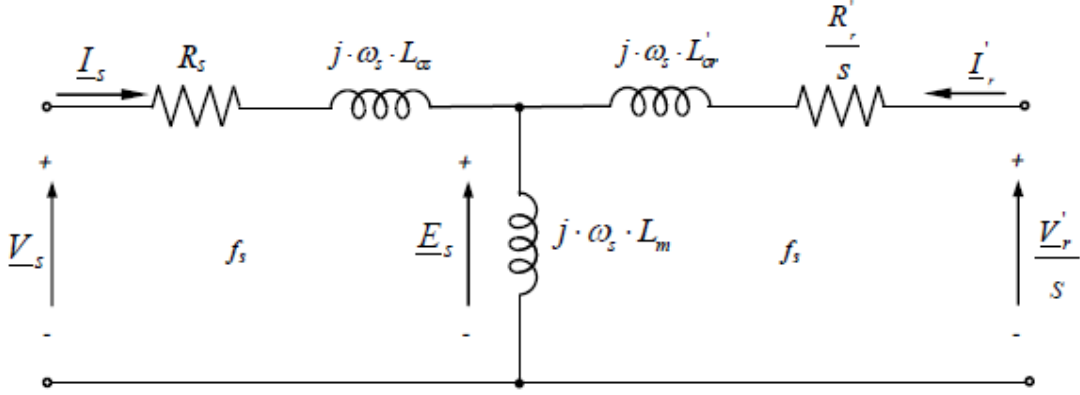 I_s
R_s
j·ω_s·L_σs
j·ω_s·L'_σr
R'_r / s
I'_r
+
+
+
V_s
f_s
E_s
j·ω_s·L_m
f_s
V'_r / s
-
-
-